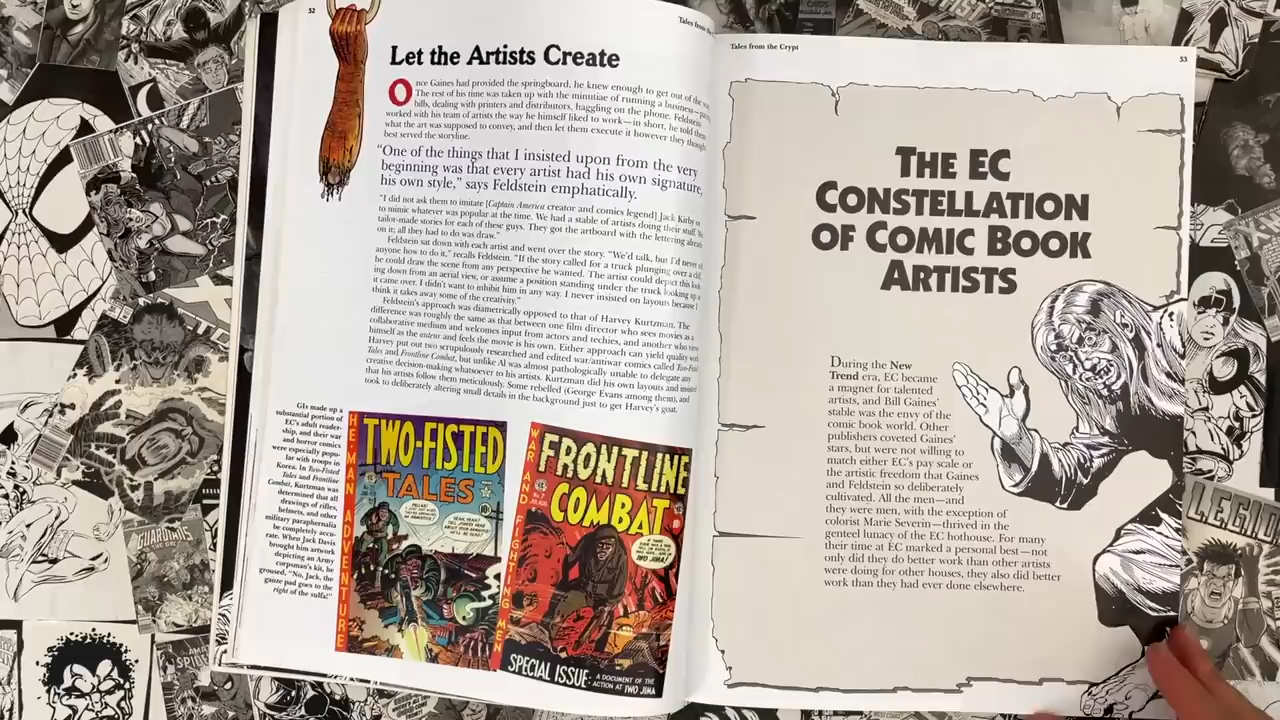 52
Tales from the
Let the Artists Create
Once Gaines had provided the springboard, he knew enough to get out of the
The rest of his time was taken up with the minutiae of running a business—
bills, dealing with printers and distributors, haggling on the phone. Feldstein
worked with his team of artists the way he himself liked to work—in short, he told them
what the art was supposed to convey, and then let them execute it however they thought
best served the storyline.
“One of the things that I insisted upon from the very
beginning was that every artist had his own signature,
his own style,” says Feldstein emphatically.
“I did not ask them to imitate [Captain America creator and comics legend] Jack Kirby or
to mimic whatever was popular at the time. We had a stable of artists doing their stuff. We
tailor-made stories for each of these guys. They got the artboard with the lettering already
on it; all they had to do was draw.”
Feldstein sat down with each artist and went over the story. “We'd talk, but I'd never
anyone how to do it,” recalls Feldstein. “If the story called for a truck plunging over a cliff,
he could draw the scene from any perspective he wanted. The artist could depict this
ing down from an aerial view, or assume a position standing under the truck looking up
it came over. I didn't want to inhibit him in any way. I never insisted on layouts because I
think it takes away some of the creativity.”
Feldstein's approach was diametrically opposed to that of Harvey Kurtzman. The
difference was roughly the same as that between one film director who sees movies as a
collaborative medium and welcomes input from actors and techies, and another who
himself as the auteur and feels the movie is his own. Either approach can yield quality
Harvey put out two scrupulously researched and edited war/antiwar comics called Two-Fisted
Tales and Frontline Combat, but unlike Al was almost pathologically unable to delegate any
creative decision-making whatsoever to his artists. Kurtzman did his own layouts and insisted
that his artists follow them meticulously. Some rebelled (George Evans among them), and
took to deliberately altering small details in the background just to get Harvey's goat.
GIs made up a
substantial portion of
EC's adult reader-
ship, and their war
and horror comics
were especially popu-
lar with troops in
Korea. In Two-Fisted
Tales and Frontline
Combat, Kurtzman was
determined that all
drawings of rifles,
helmets, and other
military paraphernalia
be completely accu-
rate. When Jack Davis
brought him artwork
depicting an Army
corpsman's kit, he
groused, “No, Jack, the
gauze pad goes to the
right of the sulfa!”
HE-MAN ADVENTURE
TWO-FISTED
TALES
10¢
WAR AND FIGHTING MEN
FRONTLINE
COMBAT
No. 7
10¢
SPECIAL ISSUE: A DOCUMENT OF THE
ACTION AT IWO JIMA
Tales from the Crypt
53
THE EC
CONSTELLATION
OF COMIC BOOK
ARTISTS
During the New
Trend era, EC became
a magnet for talented
artists, and Bill Gaines'
stable was the envy of the
comic book world. Other
publishers coveted Gaines'
stars, but were not willing to
match either EC's pay scale or
the artistic freedom that Gaines
and Feldstein so deliberately
cultivated. All the men—and
they were men, with the exception of
colorist Marie Severin—thrived in the
genteel lunacy of the EC hothouse. For many
their time at EC marked a personal best—not
only did they do better work than other artists
were doing for other houses, they also did better
work than they had ever done elsewhere.
GUARDIANS
LEGION